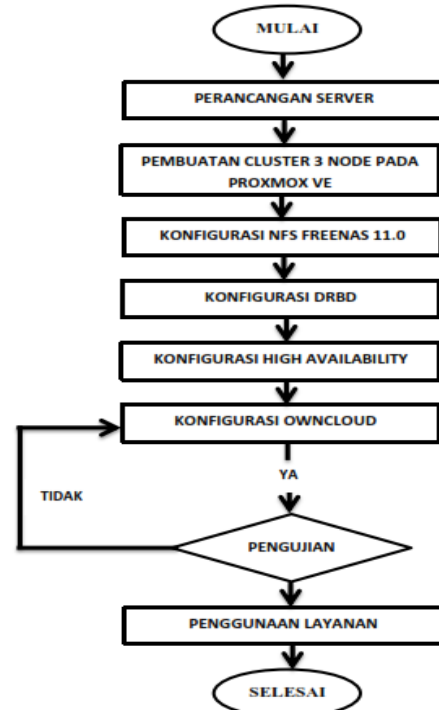 MULAI
PERANCANGAN SERVER
PEMBUATAN CLUSTER 3 NODE PADA
PROXMOX VE
KONFIGURASI NFS FREENAS 11.0
KONFIGURASI DRBD
KONFIGURASI HIGH AVAILABILITY
KONFIGURASI OWNCLOUD
YA
TIDAK
PENGUJIAN
PENGGUNAAN LAYANAN
SELESAI